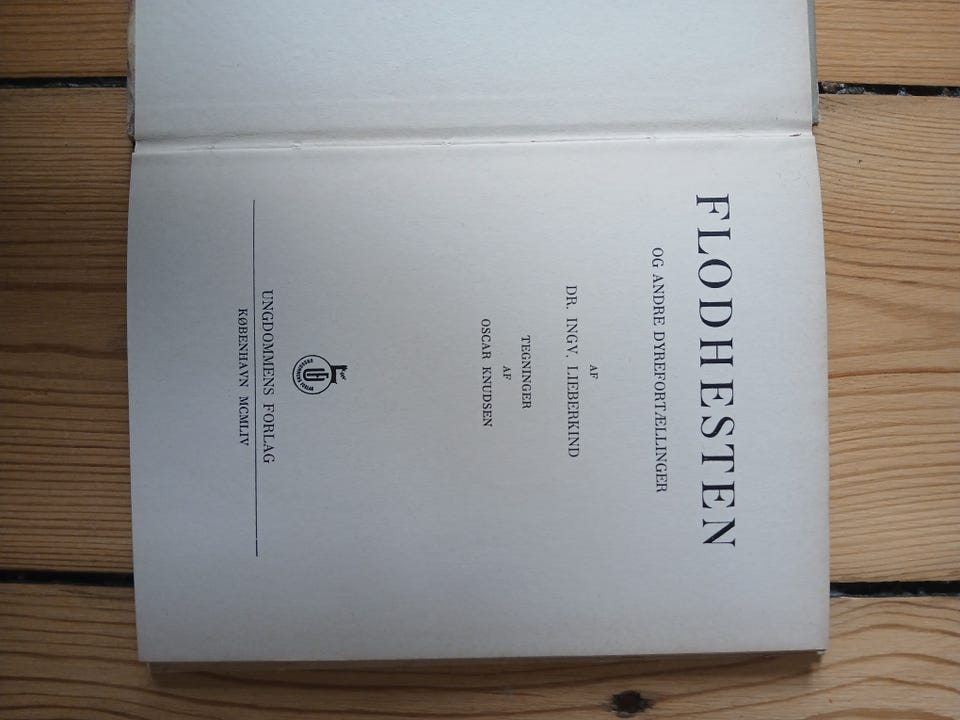 FLODHESTEN
OG ANDRE DYREFORTÆLLINGER
AF
DR. INGV. LIEBERKIND
TEGNINGER
AF
OSCAR KNUDSEN
UNGDOMMENS FORLAG
KØBENHAVN MCMLIV